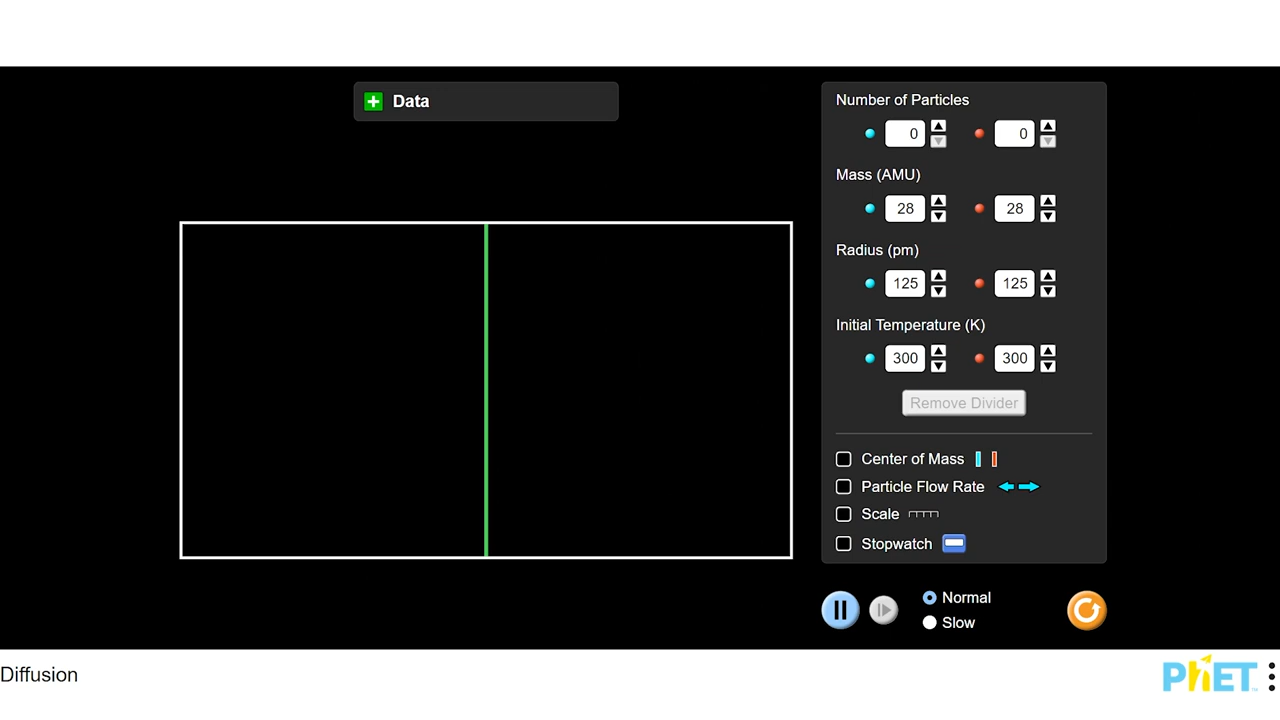 Data
Number of Particles
0 0
Mass (AMU)
28 28
Radius (pm)
125 125
Initial Temperature (K)
300 300
Remove Divider
Center of Mass
Particle Flow Rate
Scale
Stopwatch
Normal
Slow
Diffusion
PhET